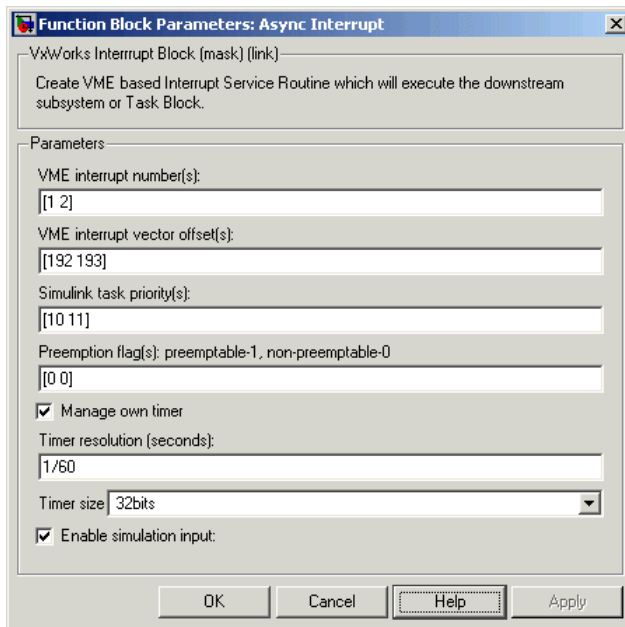 Function Block Parameters: Async Interrupt
VxWorks Interrrupt Block (mask) (link)
Create VME based Interrupt Service Routine which will execute the downstream
subsystem or Task Block.
Parameters
VME interrupt number(s):
[1 2]
VME interrupt vector offset(s):
[192 193]
Simulink task priority(s):
[10 11]
Preemption flag(s): preemptable-1, non-preemptable-0
[0 0]
Manage own timer
Timer resolution (seconds):
1/60
Timer size 32bits
Enable simulation input:
OK Cancel Help Apply